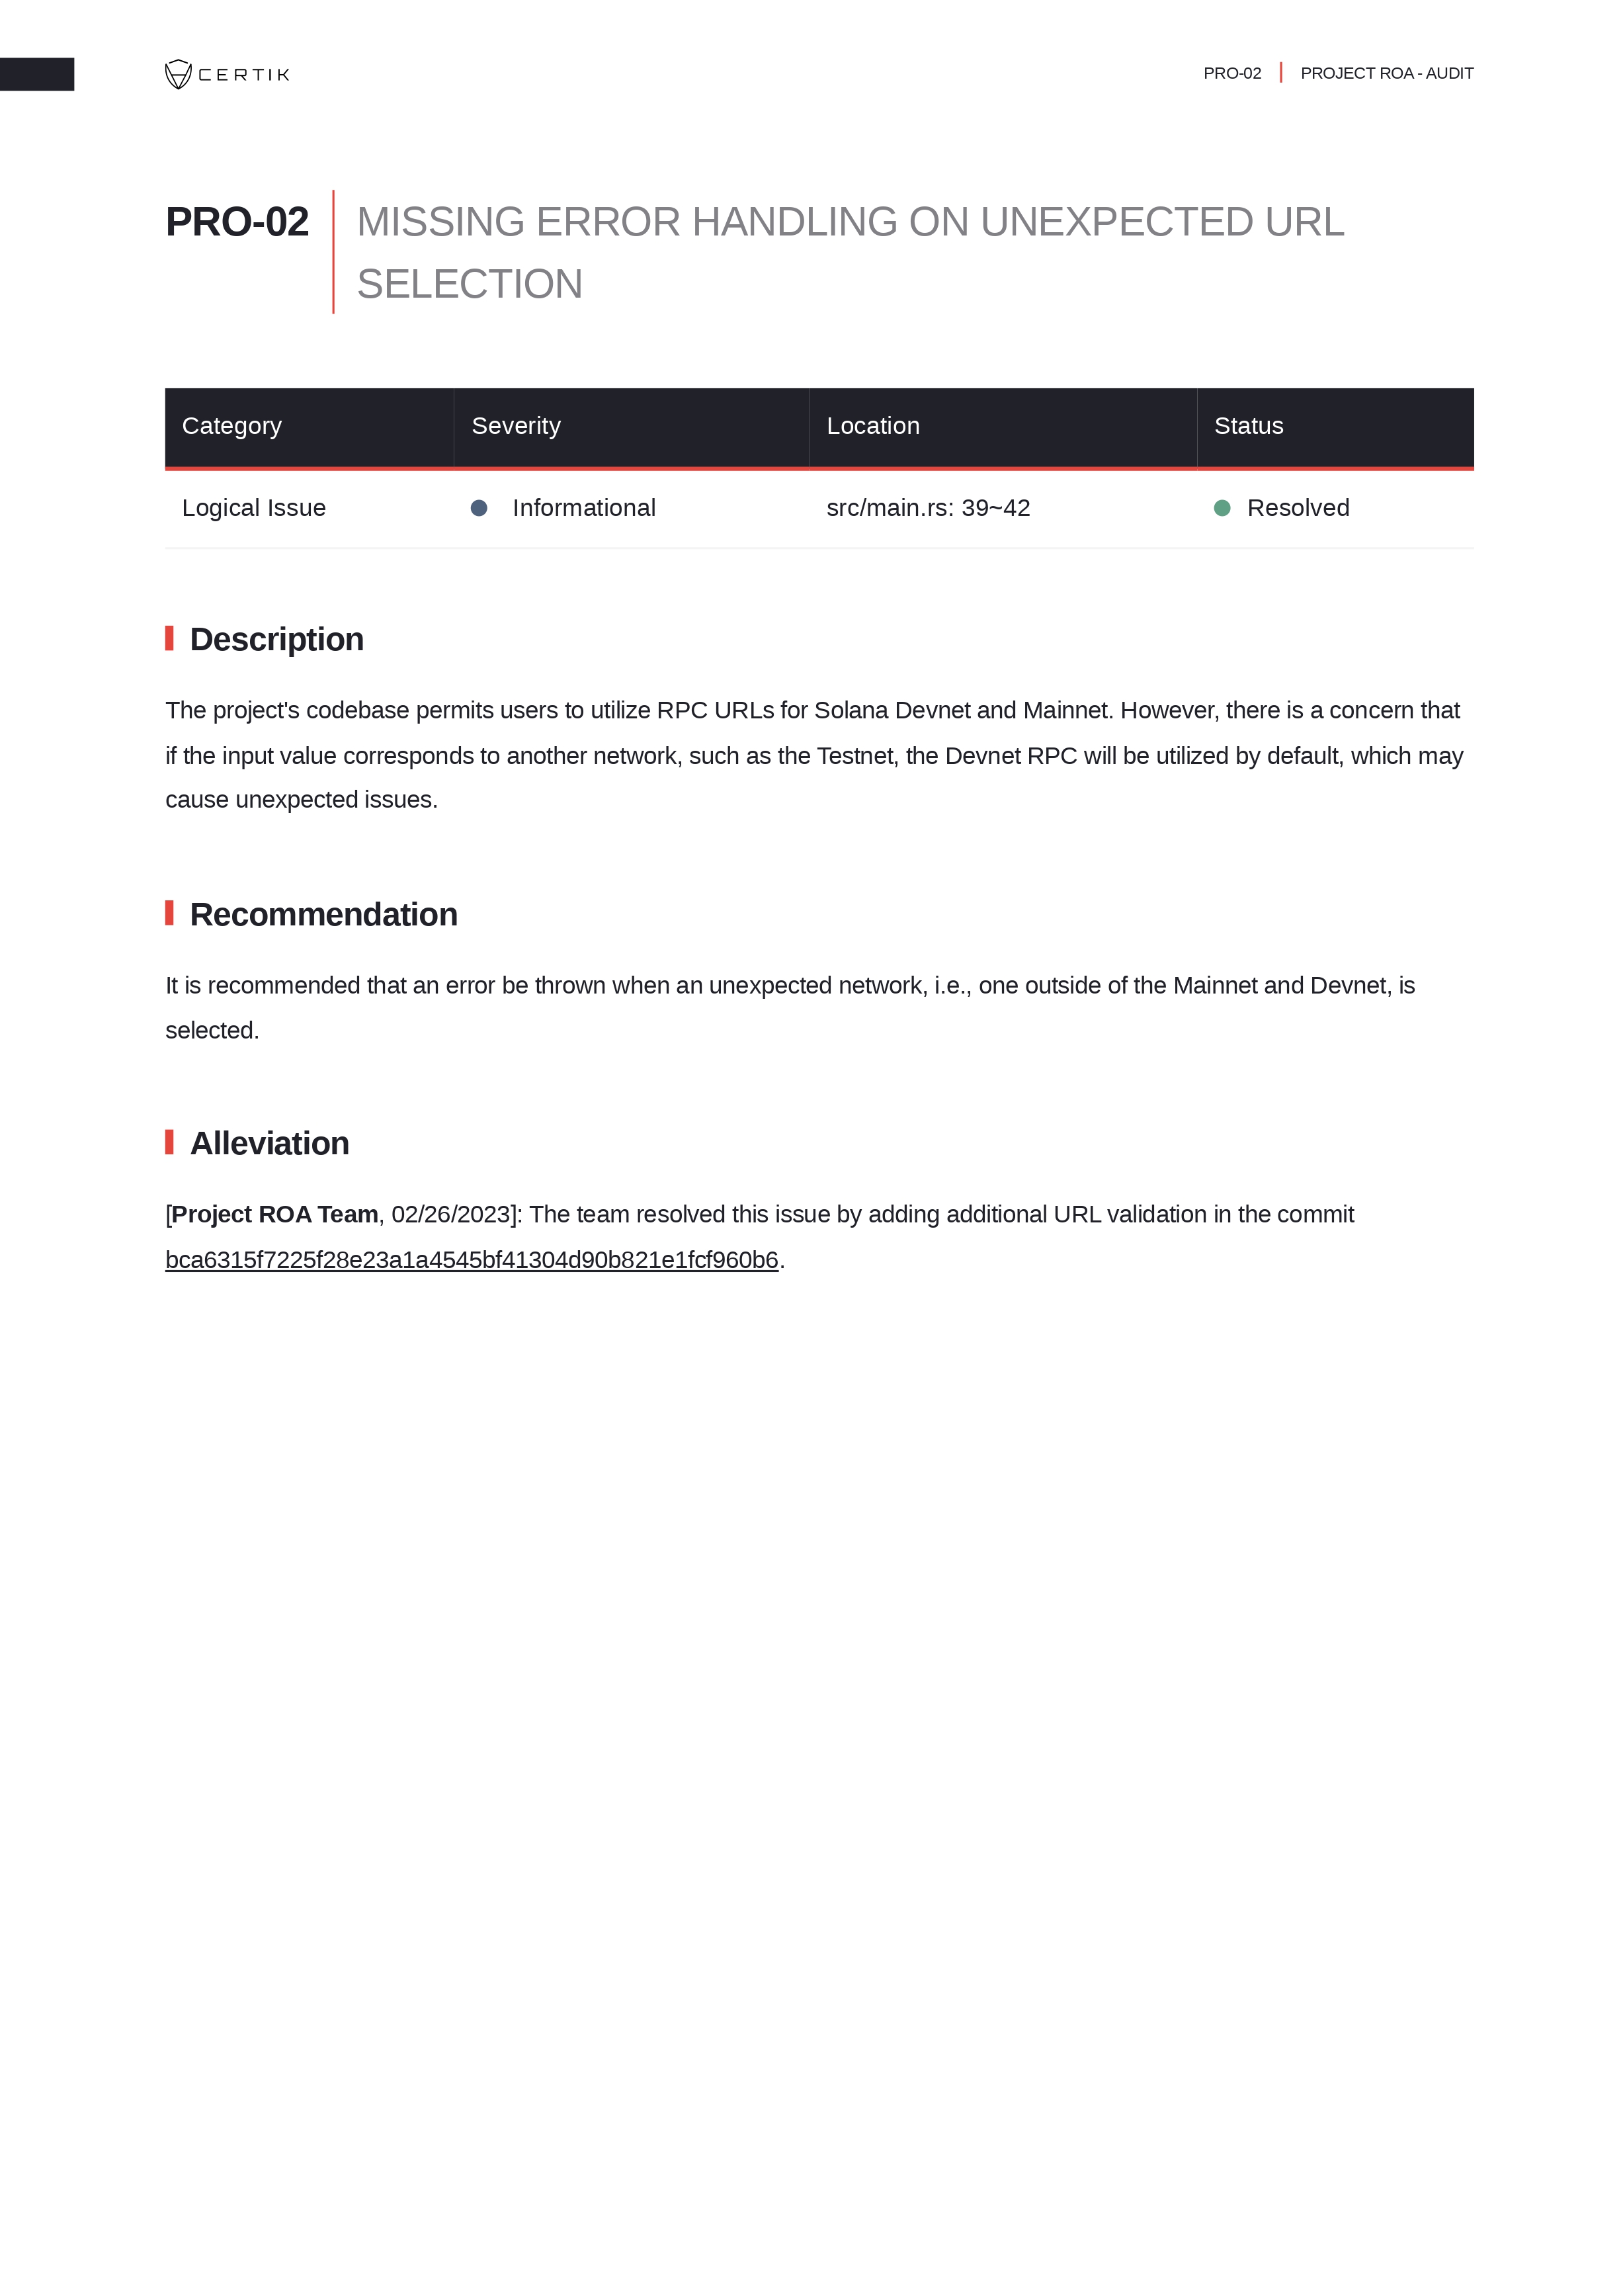 CERTIK
PRO-02 PROJECT ROA - AUDIT
PRO-02 MISSING ERROR HANDLING ON UNEXPECTED URL
SELECTION
Category Severity Location Status
Logical Issue Informational src/main.rs: 39~42 Resolved
Description
The project's codebase permits users to utilize RPC URLs for Solana Devnet and Mainnet. However, there is a concern that
if the input value corresponds to another network, such as the Testnet, the Devnet RPC will be utilized by default, which may
cause unexpected issues.
Recommendation
It is recommended that an error be thrown when an unexpected network, i.e., one outside of the Mainnet and Devnet, is
selected.
Alleviation
[Project ROA Team, 02/26/2023]: The team resolved this issue by adding additional URL validation in the commit
bca6315f7225f28e23a1a4545bf41304d90b821e1fcf960b6.